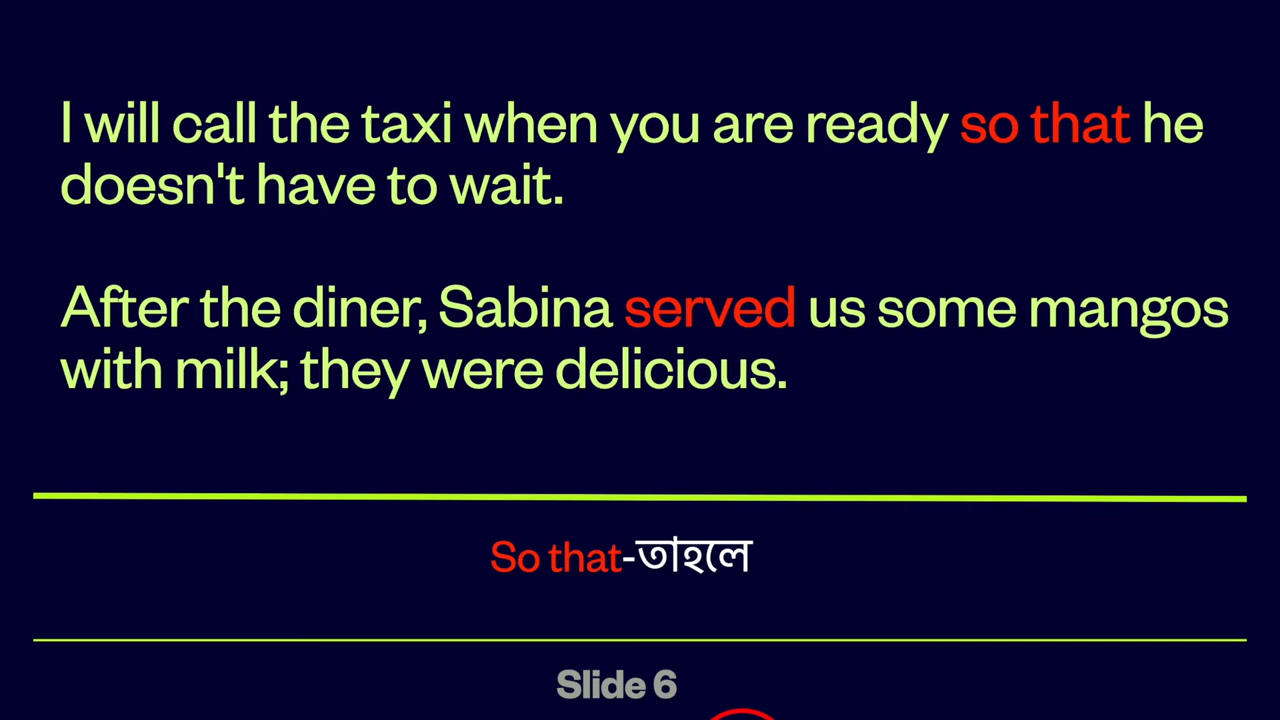 I will call the taxi when you are ready so that he
doesn't have to wait.
After the diner, Sabina served us some mangos
with milk; they were delicious.
So that-তাহলে
Slide 6